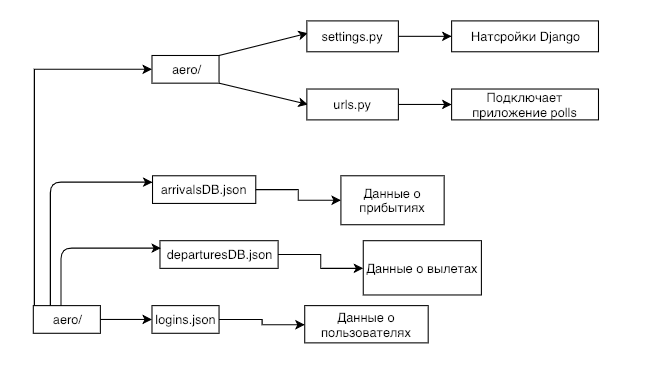 settings.py
Натсройки Django
aero/
urls.py
Подключает
приложение polls
arrivalsDB.json
Данные о
прибытиях
departuresDB.json
Данные о вылетах
aero/
logins.json
Данные о
пользователях